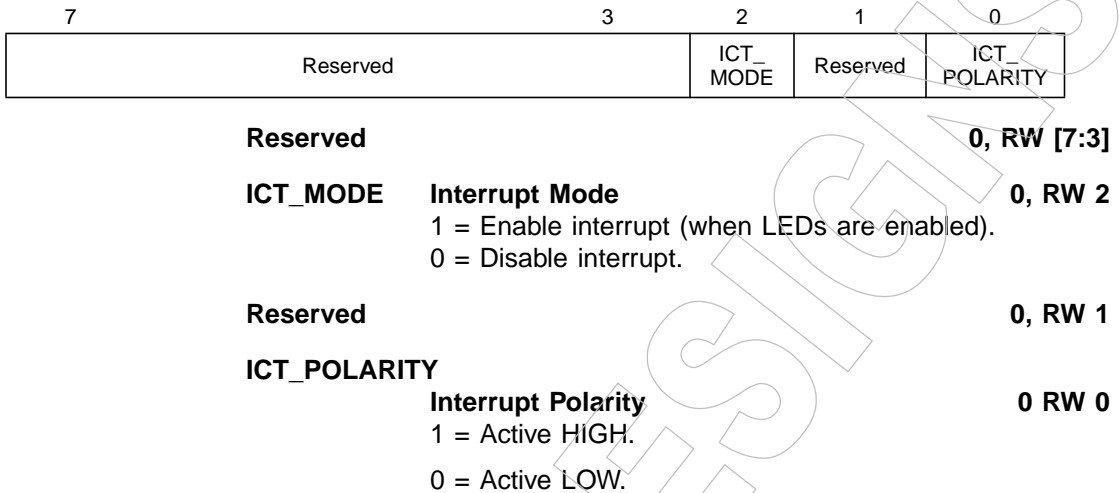 7 3 2 1 0
Reserved ICT_ MODE Reserved ICT_ POLARITY
Reserved 0, RW [7:3]
ICT_MODE Interrupt Mode 0, RW 2
1 = Enable interrupt (when LEDs are enabled).
0 = Disable interrupt.
Reserved 0, RW 1
ICT_POLARITY
Interrupt Polarity 0 RW 0
1 = Active HIGH.
0 = Active LOW.
ESIGNS